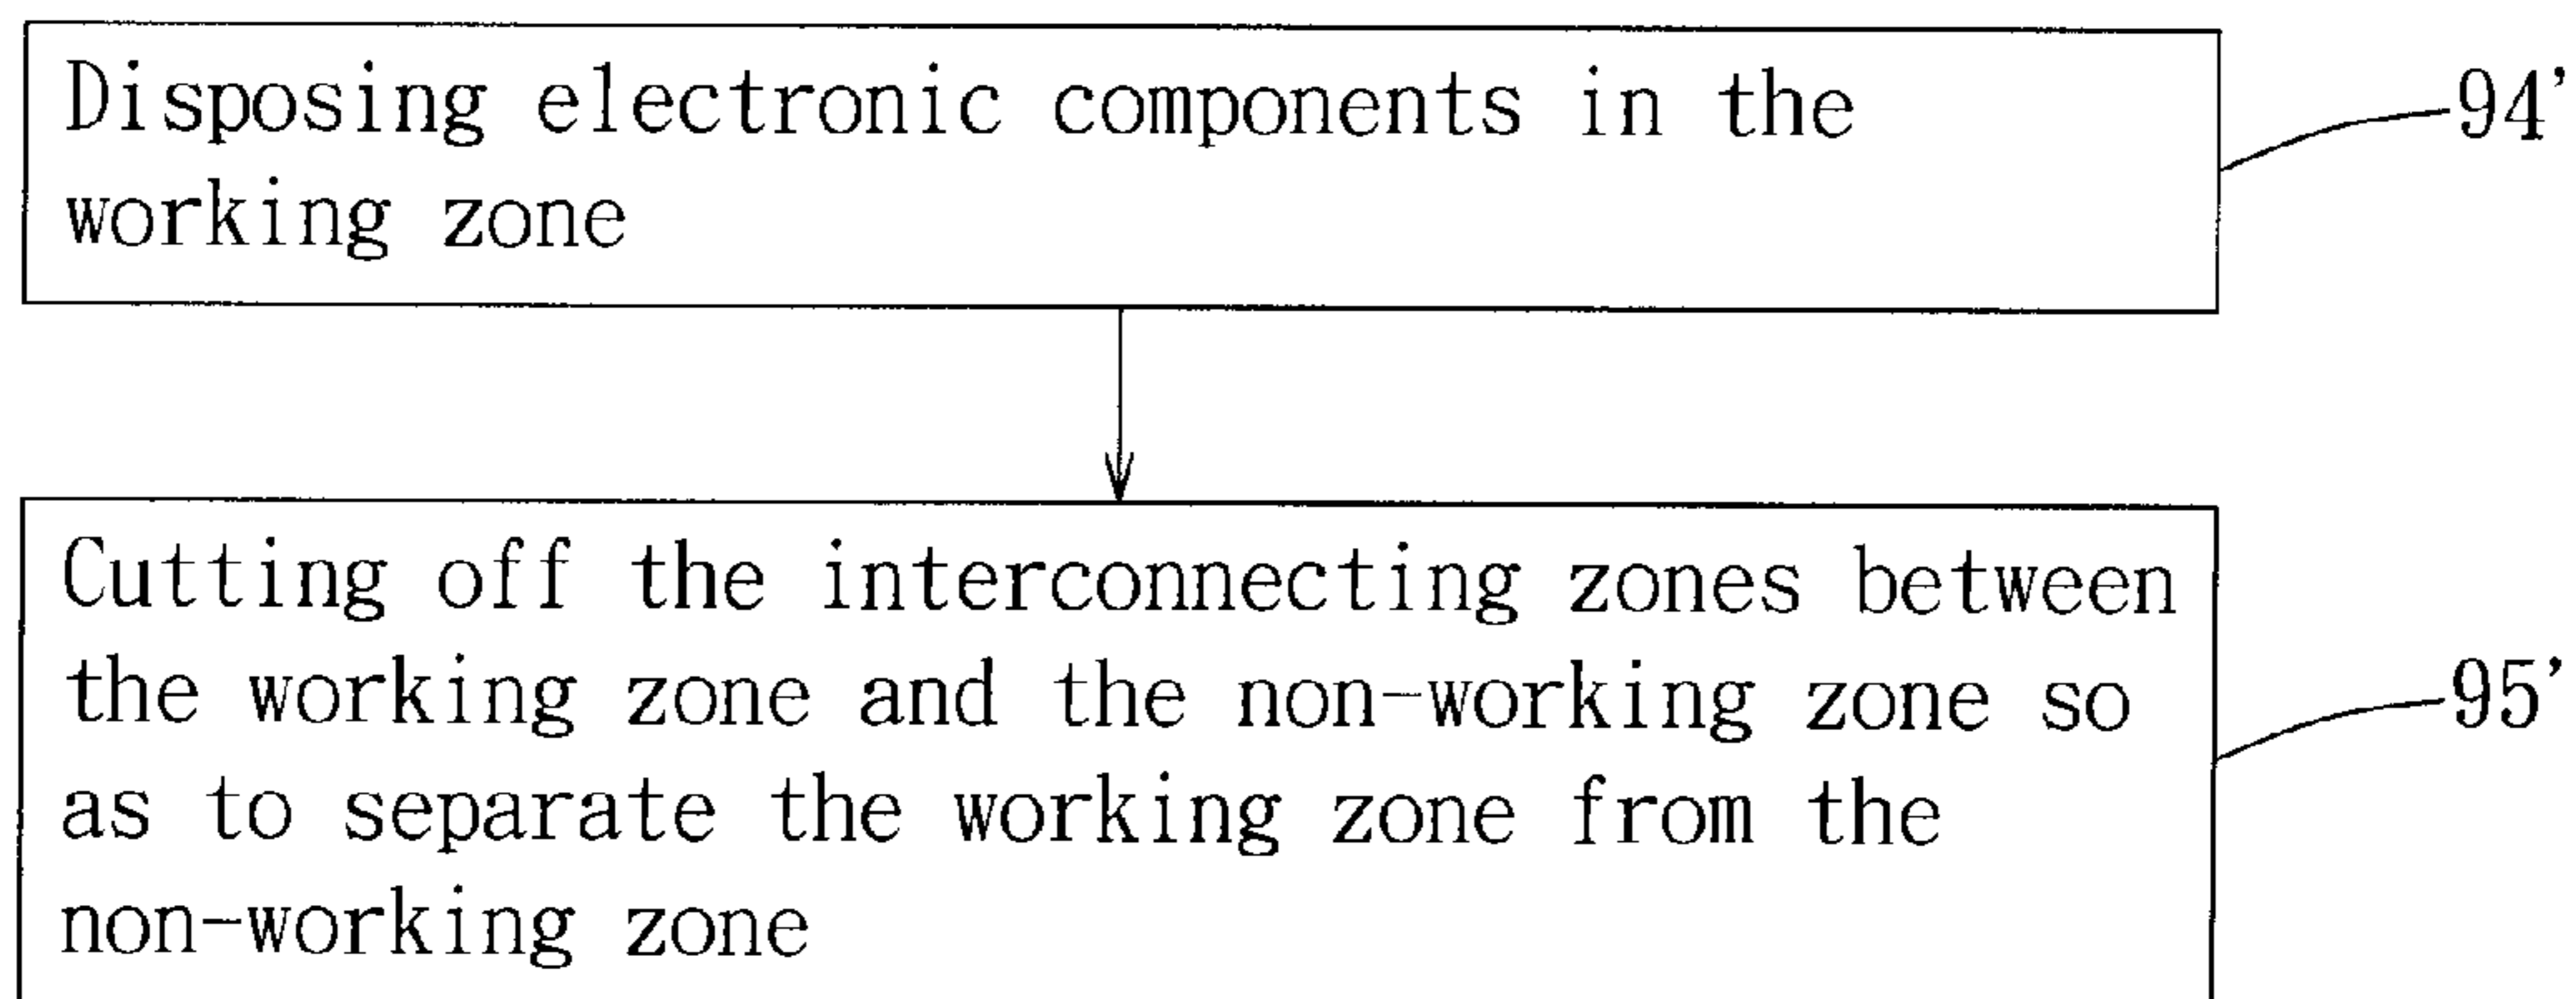 Disposing electronic components in the
working zone
94'
Cutting off the interconnecting zones between
the working zone and the non-working zone so
as to separate the working zone from the
non-working zone
95'